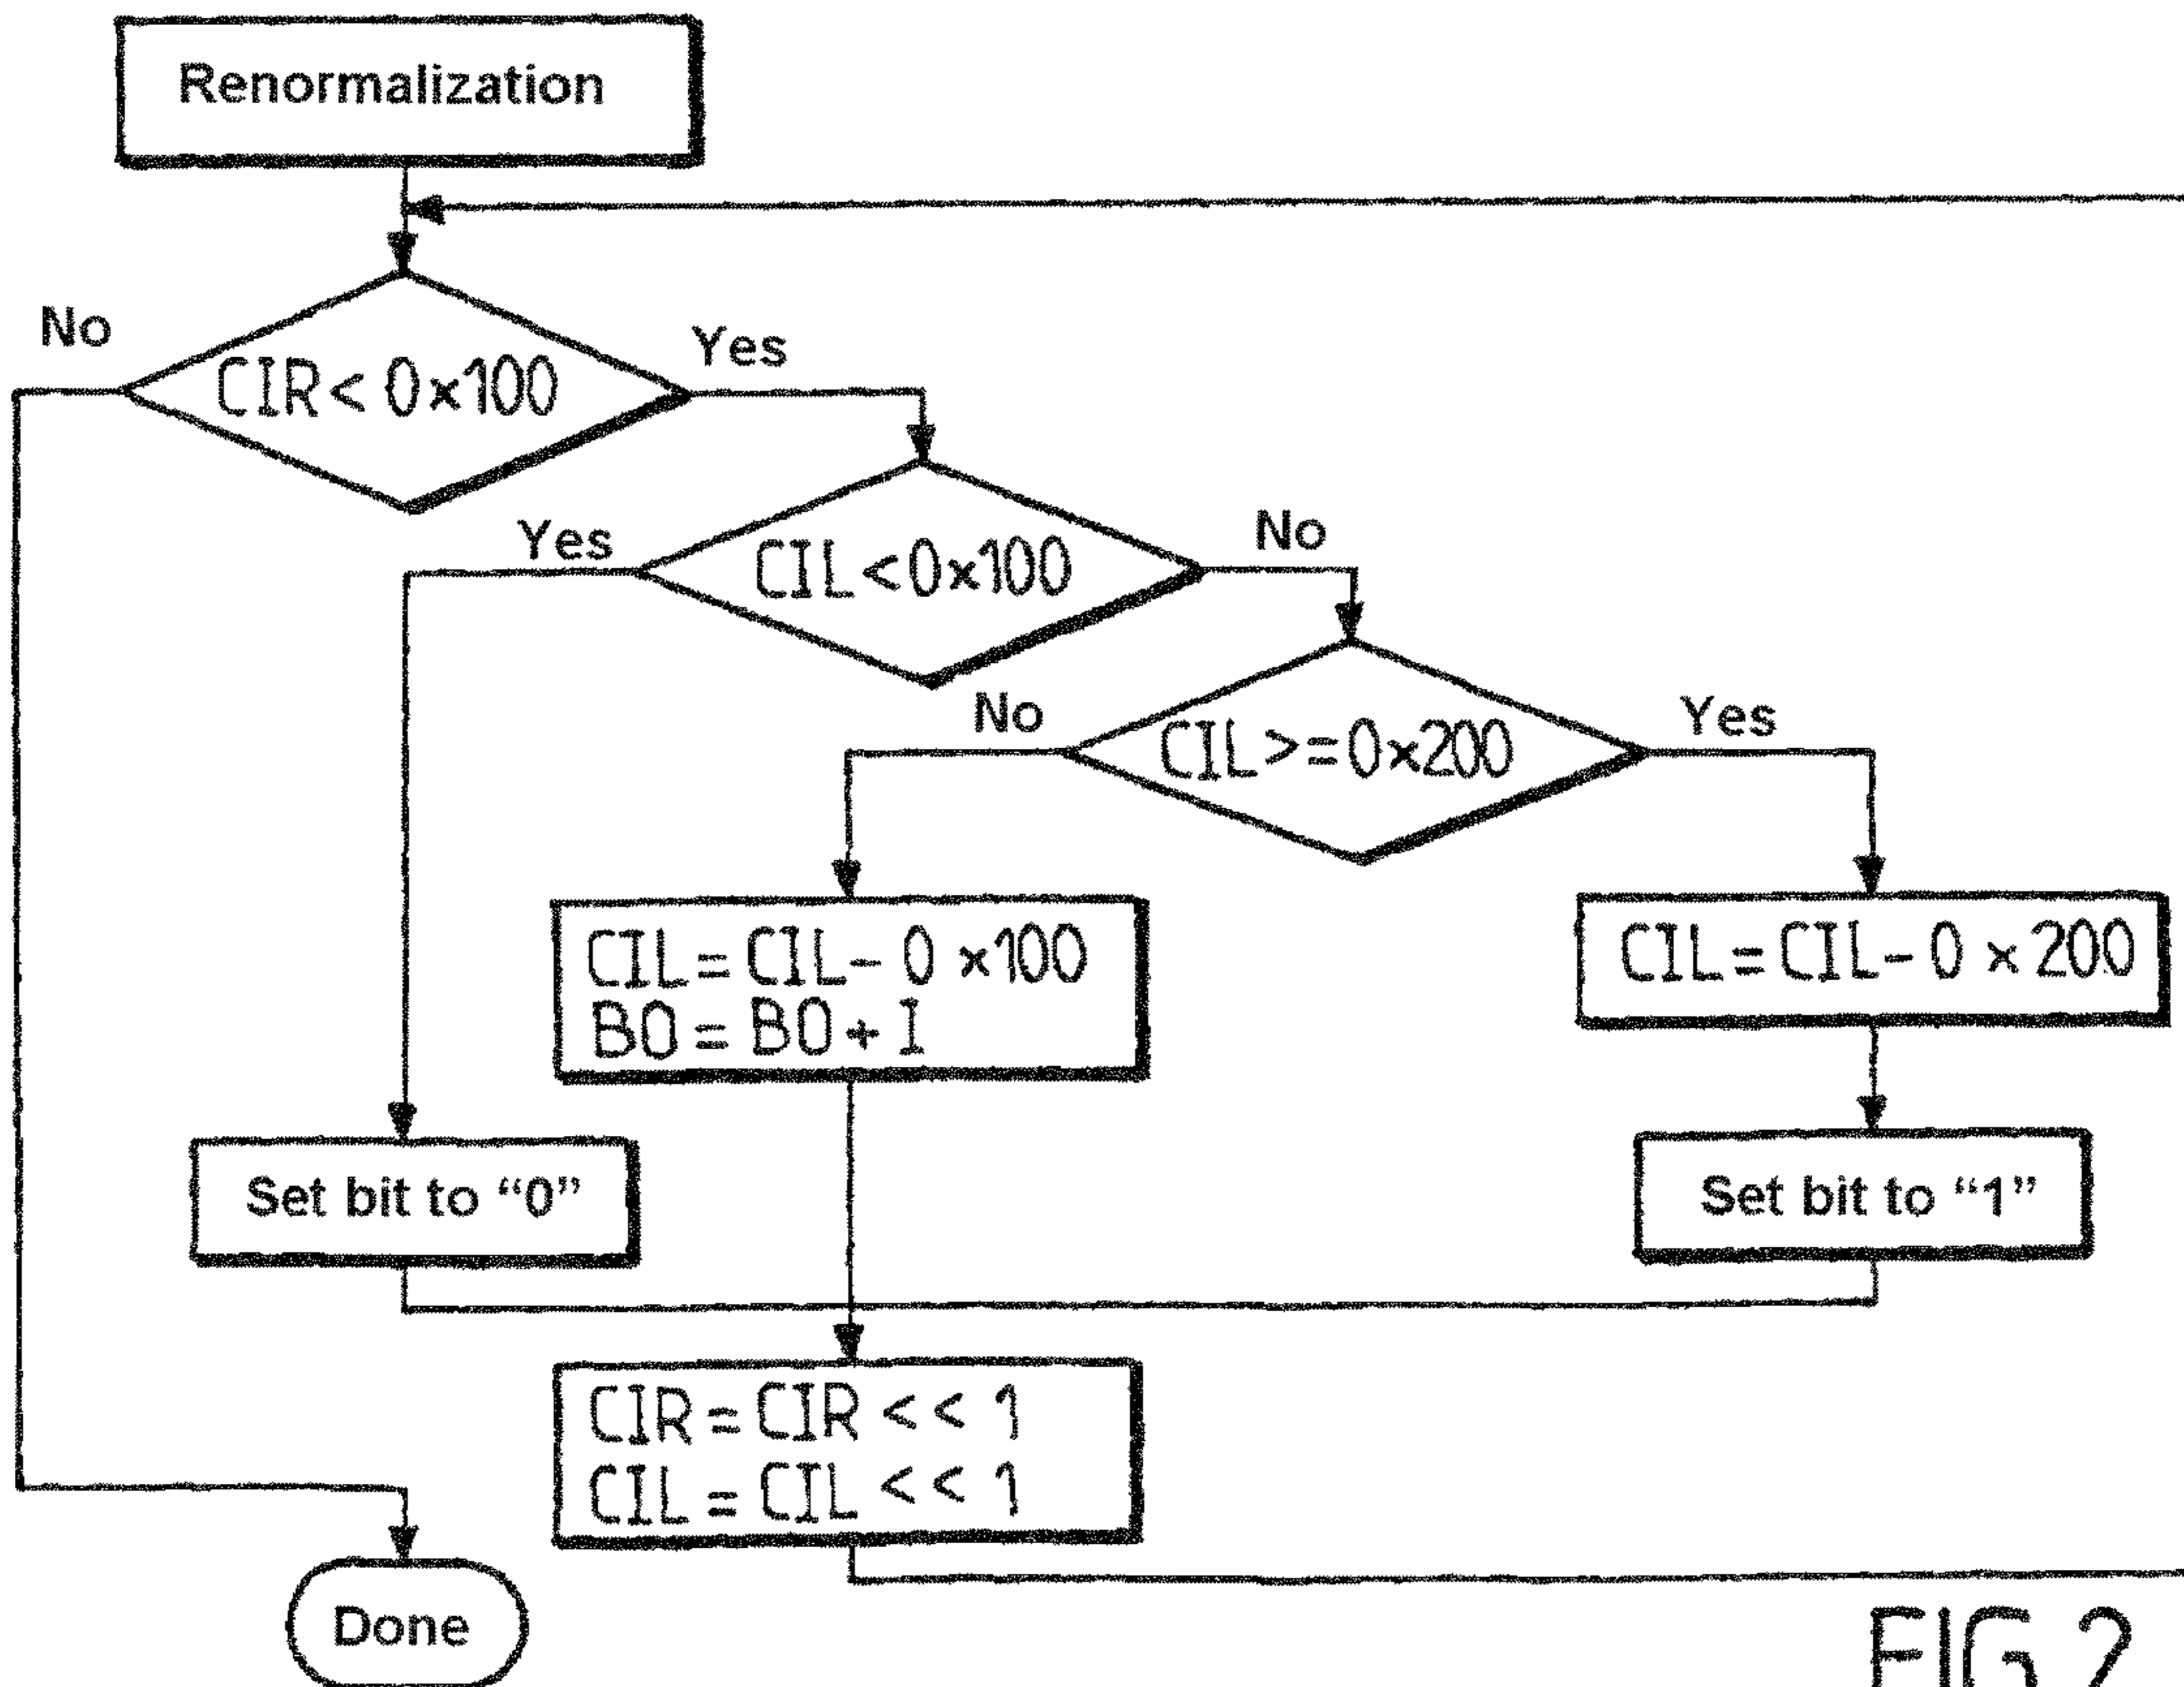 Renormalization
No
Yes
CIR< 0x100
Yes
No
CIL<0x100
No
Yes
CIL>=0x200
CIL=CIL- 0 x100
BO= BO+ I
CIL=CIL- 0 x 200
Set bit to “0”
Set bit to “1”
CIR= CIR << 1
CIL = CIL << 1
Done
FIG.2